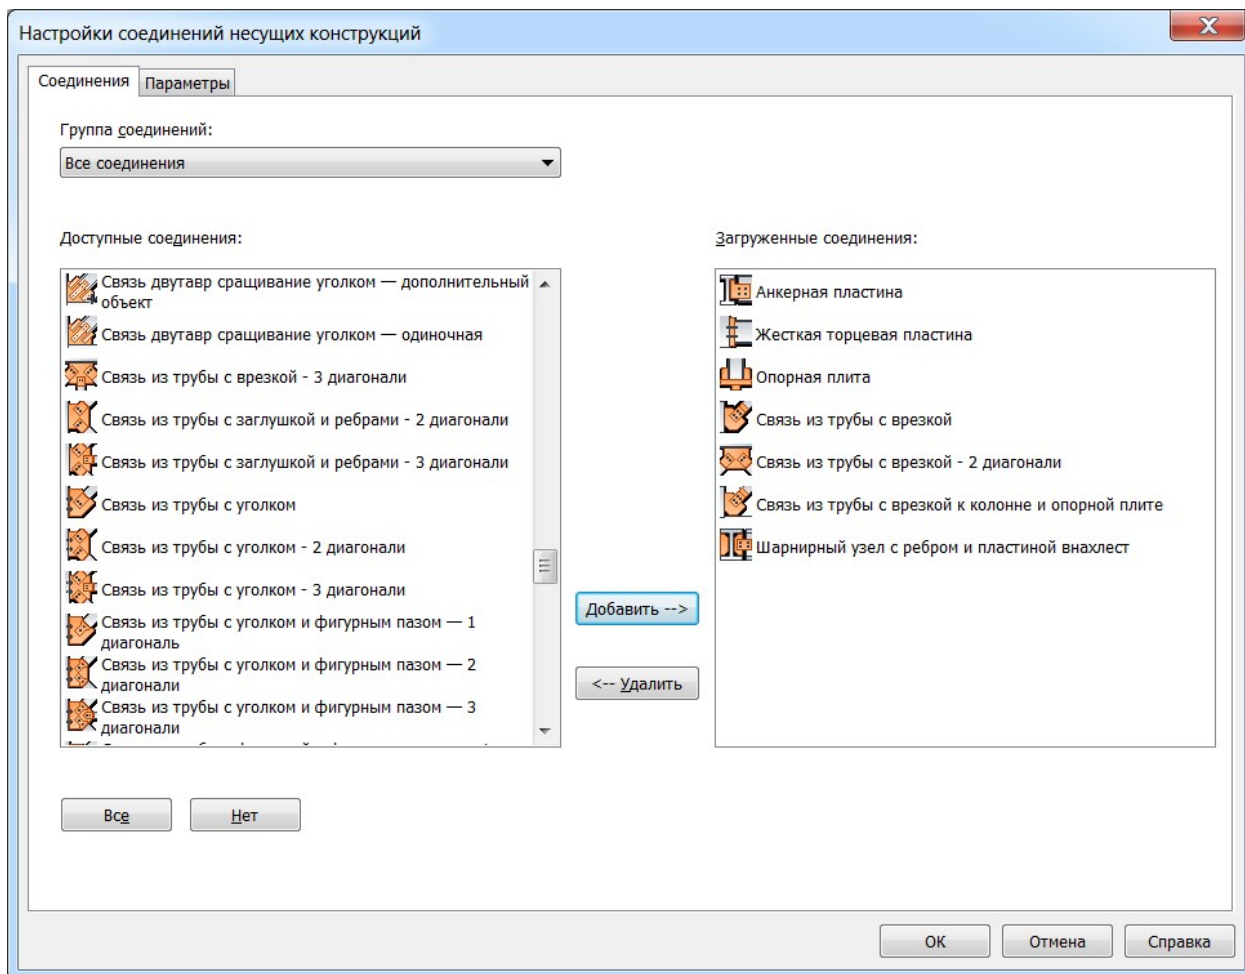 Настройки соединений несущих конструкций
Соединения
Параметры
Группа соединений:
Все соединения
Доступные соединения:
Связь двутавр сращивание уголком — дополнительный
объект
Связь двутавр сращивание уголком — одиночная
Связь из трубы с врезкой - 3 диагонали
Связь из трубы с заглушкой и ребрами - 2 диагонали
Связь из трубы с заглушкой и ребрами - 3 диагонали
Связь из трубы с уголком
Связь из трубы с уголком - 2 диагонали
Связь из трубы с уголком - 3 диагонали
Связь из трубы с уголком и фигурным пазом — 1
диагональ
Связь из трубы с уголком и фигурным пазом — 2
диагонали
Связь из трубы с уголком и фигурным пазом — 3
диагонали
Добавить -->
<-- Удалить
Загруженные соединения:
Анкерная пластина
Жесткая торцевая пластина
Опорная плита
Связь из трубы с врезкой
Связь из трубы с врезкой - 2 диагонали
Связь из трубы с врезкой к колонне и опорной плите
Шарнирный узел с ребром и пластиной внахлест
Все
Нет
ОК
Отмена
Справка